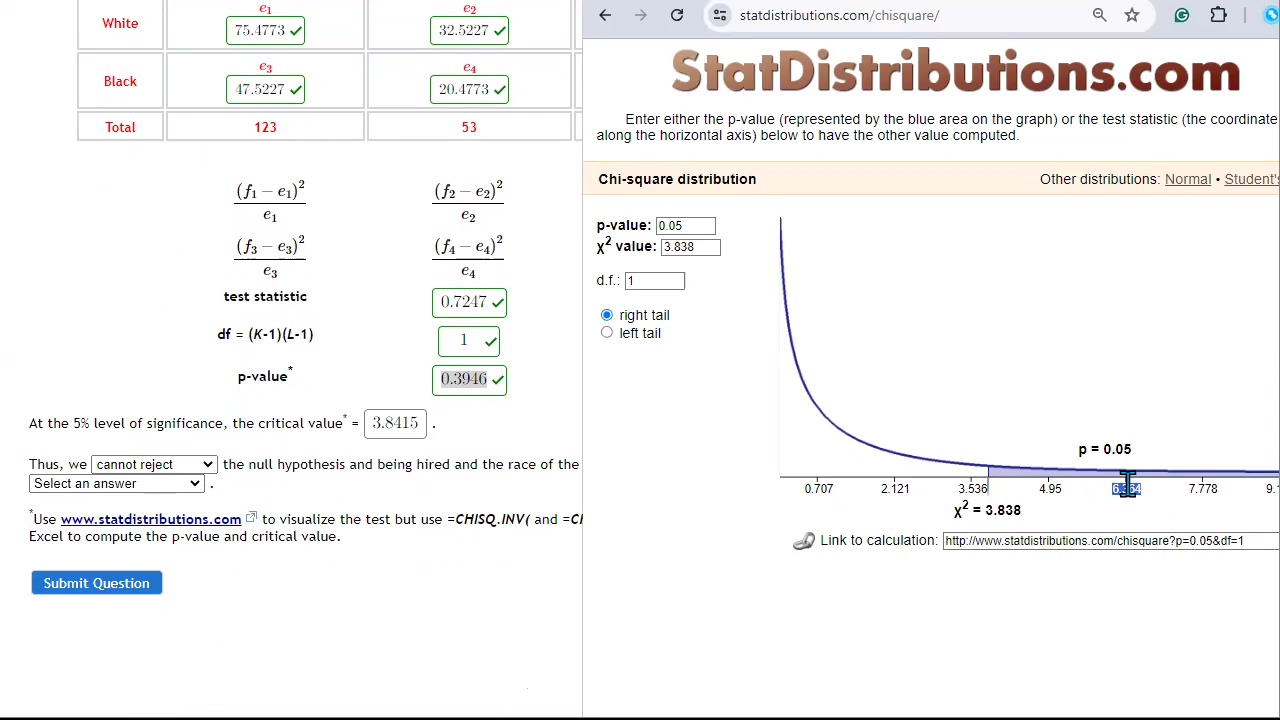 e1
e2
White
75.4773
32.5227
e3
e4
Black
47.5227
20.4773
Total
123
53
(f1 − e1)²
e1
(f2 − e2)²
e2
(f3 − e3)²
e3
(f4 − e4)²
e4
test statistic
0.7247
df = (K-1)(L-1)
1
p-value*
0.3946
At the 5% level of significance, the critical value* = 3.8415 .
Thus, we cannot reject the null hypothesis and being hired and the race of the
Select an answer .
*Use www.statdistributions.com to visualize the test but use =CHISQ.INV( and =CH
Excel to compute the p-value and critical value.
Submit Question
statdistributions.com/chisquare/
StatDistributions.com
Enter either the p-value (represented by the blue area on the graph) or the test statistic (the coordinate
along the horizontal axis) below to have the other value computed.
Chi-square distribution
Other distributions: Normal • Student's
p-value: 0.05
χ² value: 3.838
d.f.: 1
right tail
left tail
p = 0.05
0.707 2.121 3.536 4.95 7.778 9.1
χ² = 3.838
Link to calculation: http://www.statdistributions.com/chisquare?p=0.05&df=1